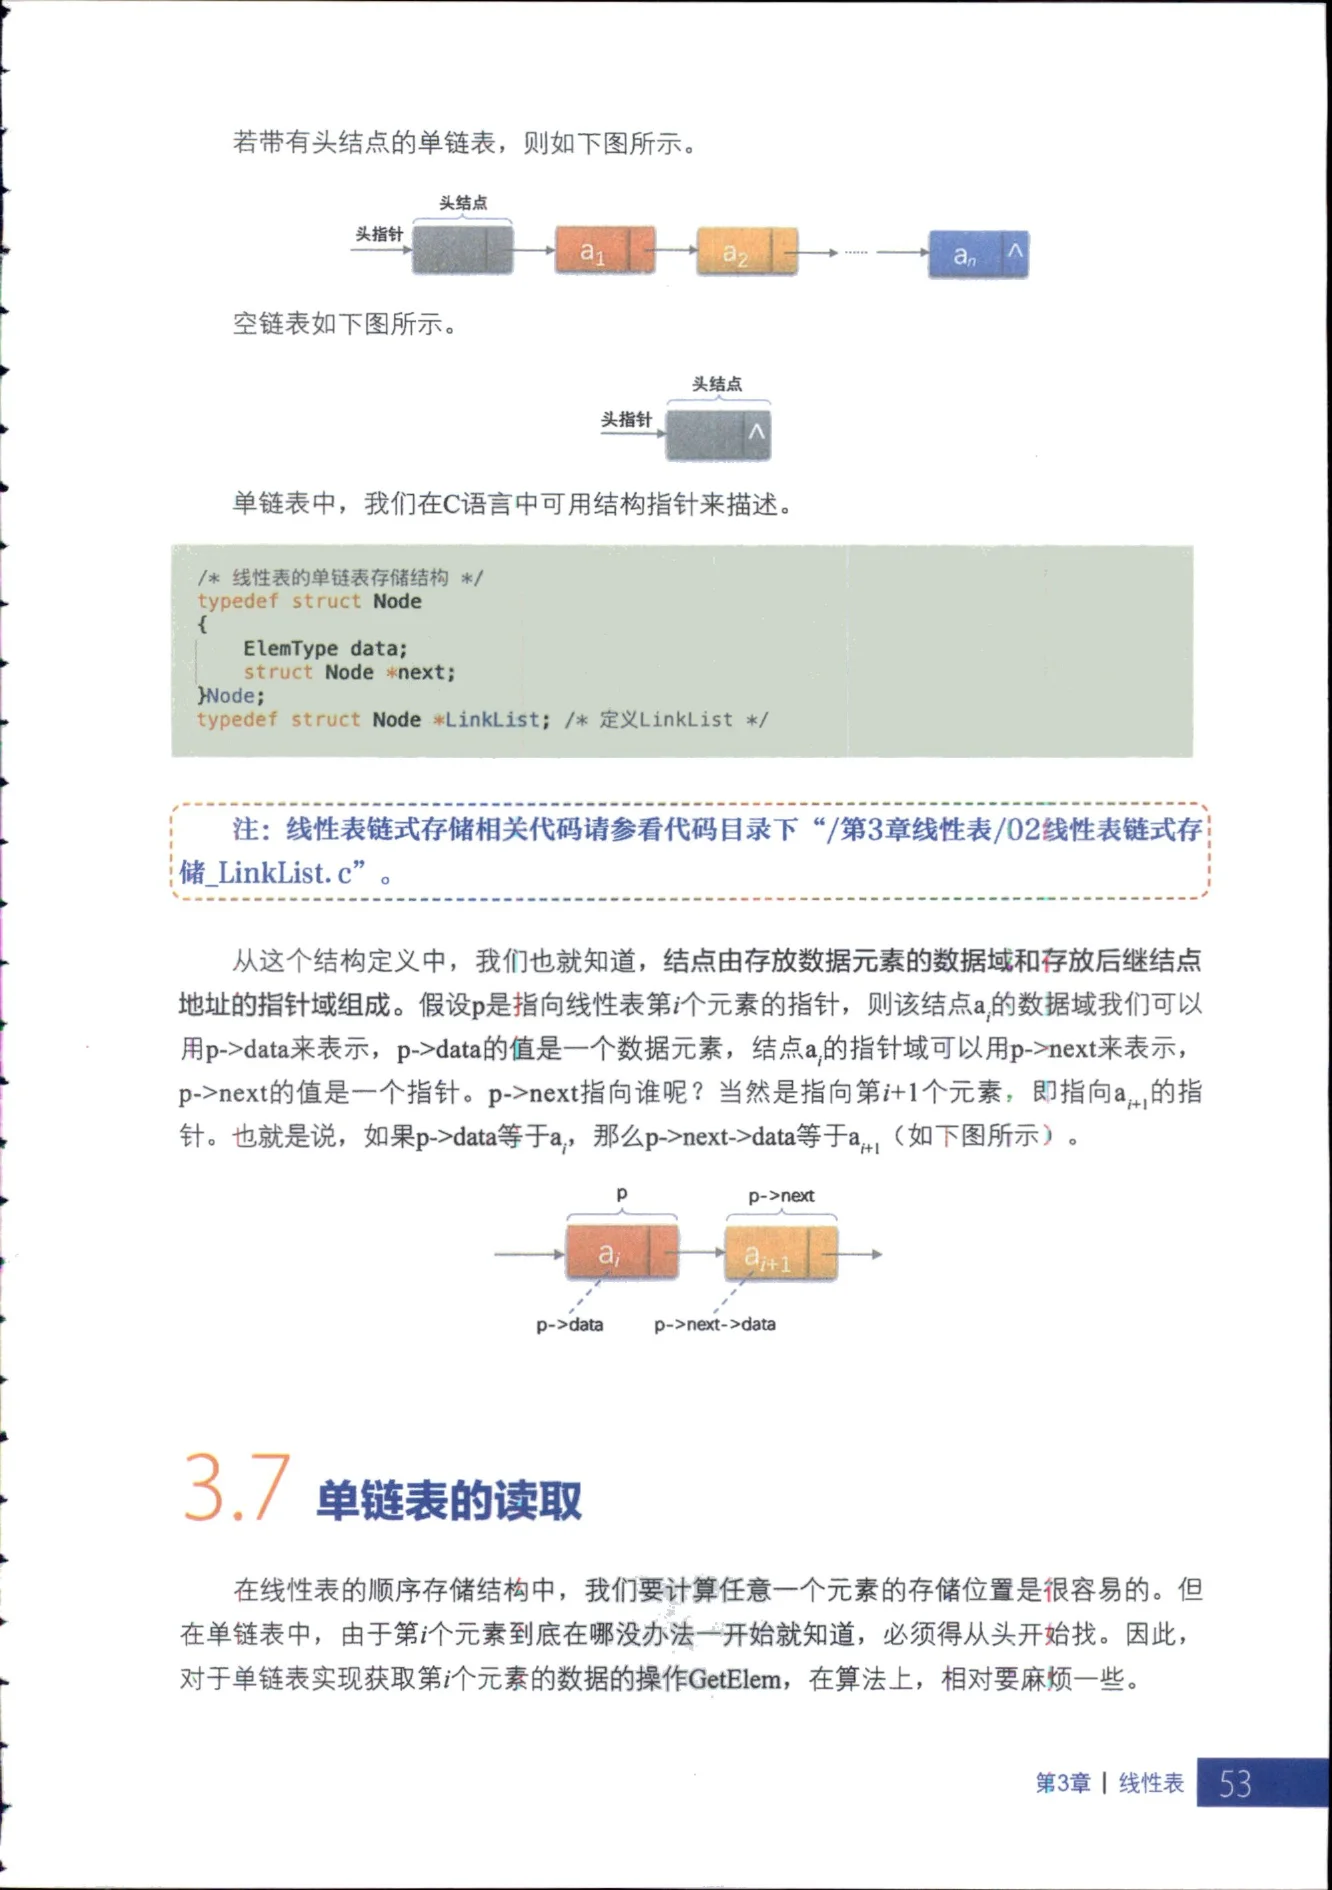 若带有头结点的单链表，则如下图所示。
头结点
头指针
a1 a2 …… an ^
空链表如下图所示。
头结点
头指针
^
单链表中，我们在C语言中可用结构指针来描述。
/* 线性表的单链表存储结构 */
typedef struct Node
{
    ElemType data;
    struct Node *next;
}Node;
typedef struct Node *LinkList; /* 定义LinkList */
注：线性表链式存储相关代码请参看代码目录下“/第3章线性表/02线性表链式存
储_LinkList.c”。
从这个结构定义中，我们也就知道，结点由存放数据元素的数据域和存放后继结点
地址的指针域组成。假设p是指向线性表第i个元素的指针，则该结点ai的数据域我们可以
用p->data来表示，p->data的值是一个数据元素，结点ai的指针域可以用p->next来表示，
p->next的值是一个指针。p->next指向谁呢？当然是指向第i+1个元素，即指向ai+1的指
针。也就是说，如果p->data等于ai，那么p->next->data等于ai+1（如下图所示）。
p p->next
ai ai+1
p->data p->next->data
3.7 单链表的读取
在线性表的顺序存储结构中，我们要计算任意一个元素的存储位置是很容易的。但
在单链表中，由于第i个元素到底在哪没办法一开始就知道，必须得从头开始找。因此，
对于单链表实现获取第i个元素的数据的操作GetElem，在算法上，相对要麻烦一些。
第3章 | 线性表 53